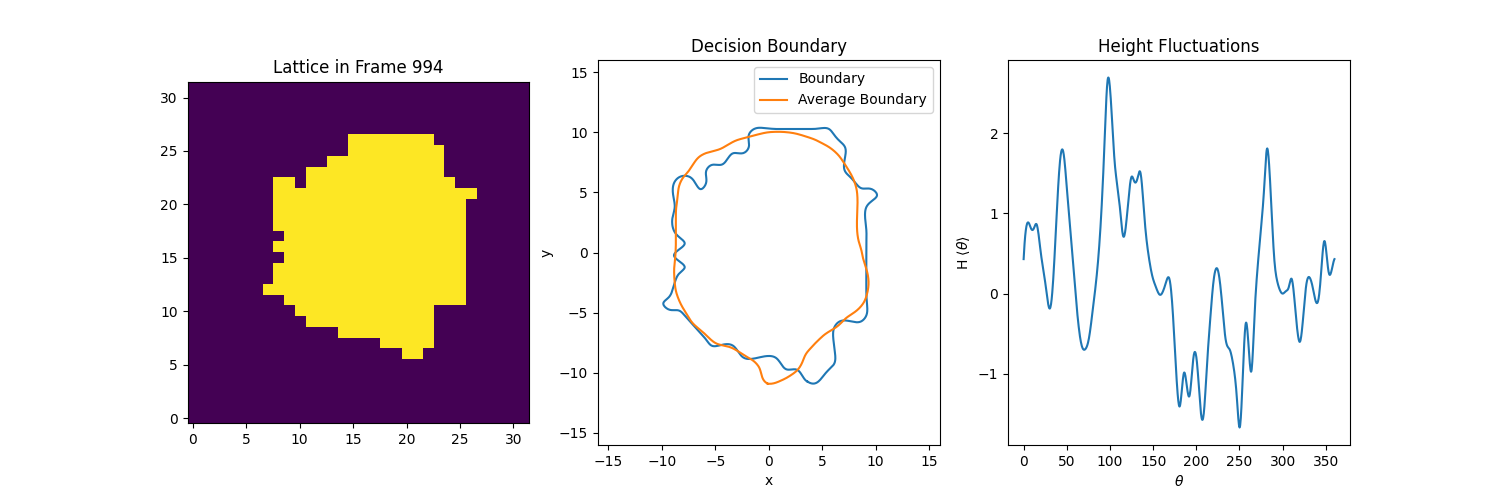 Lattice in Frame 994
30
25
20
15
10
5
0
0 5 10 15 20 25 30
Decision Boundary
Boundary
Average Boundary
15
10
5
0
−5
−10
−15
y
−15 −10 −5 0 5 10 15
x
Height Fluctuations
2
1
0
−1
H ⟨θ⟩
0 50 100 150 200 250 300 350
θ